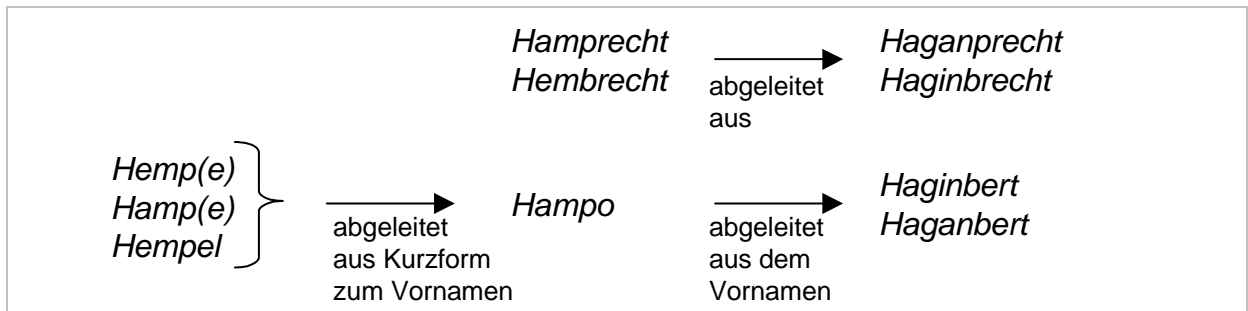 Hamprecht
Hembrecht
abgeleitet
aus
Haganprecht
Haginbrecht
Hemp(e)
Hamp(e)
Hempel
abgeleitet
aus Kurzform
zum Vornamen
Hampo
abgeleitet
aus dem
Vornamen
Haginbert
Haganbert